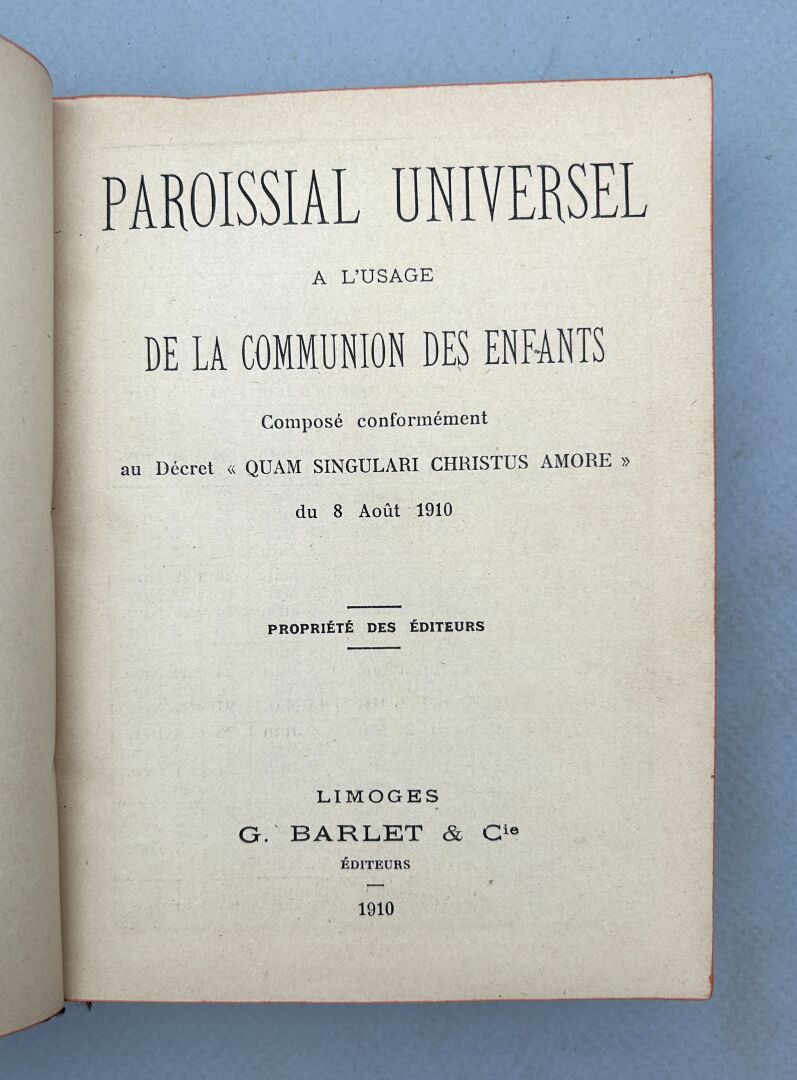 PAROISSIAL UNIVERSEL
A L'USAGE
DE LA COMMUNION DES ENFANTS
Composé conformément
au Décret « QUAM SINGULARI CHRISTUS AMORE »
du 8 Août 1910
PROPRIÉTÉ DES ÉDITEURS
LIMOGES
G. BARLET & Cie
ÉDITEURS
1910